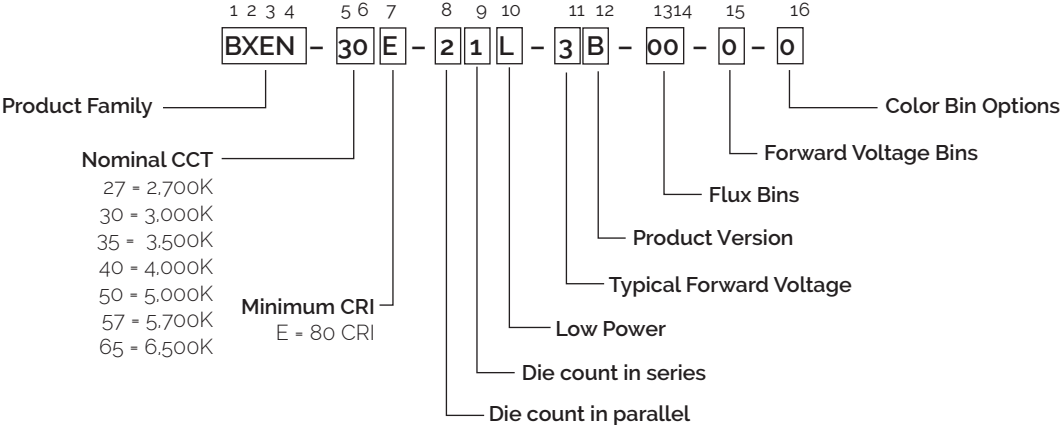 1 2 3 4 5 6 7 8 9 10 11 12 1314 15 16
BXEN – 30 E – 2 1 L – 3 B – 00 – 0 – 0
Product Family
Color Bin Options
Nominal CCT
27 = 2,700K
30 = 3,000K
35 = 3,500K
40 = 4,000K
50 = 5,000K
57 = 5,700K
65 = 6,500K
Forward Voltage Bins
Flux Bins
Product Version
Typical Forward Voltage
Minimum CRI
E = 80 CRI
Low Power
Die count in series
Die count in parallel